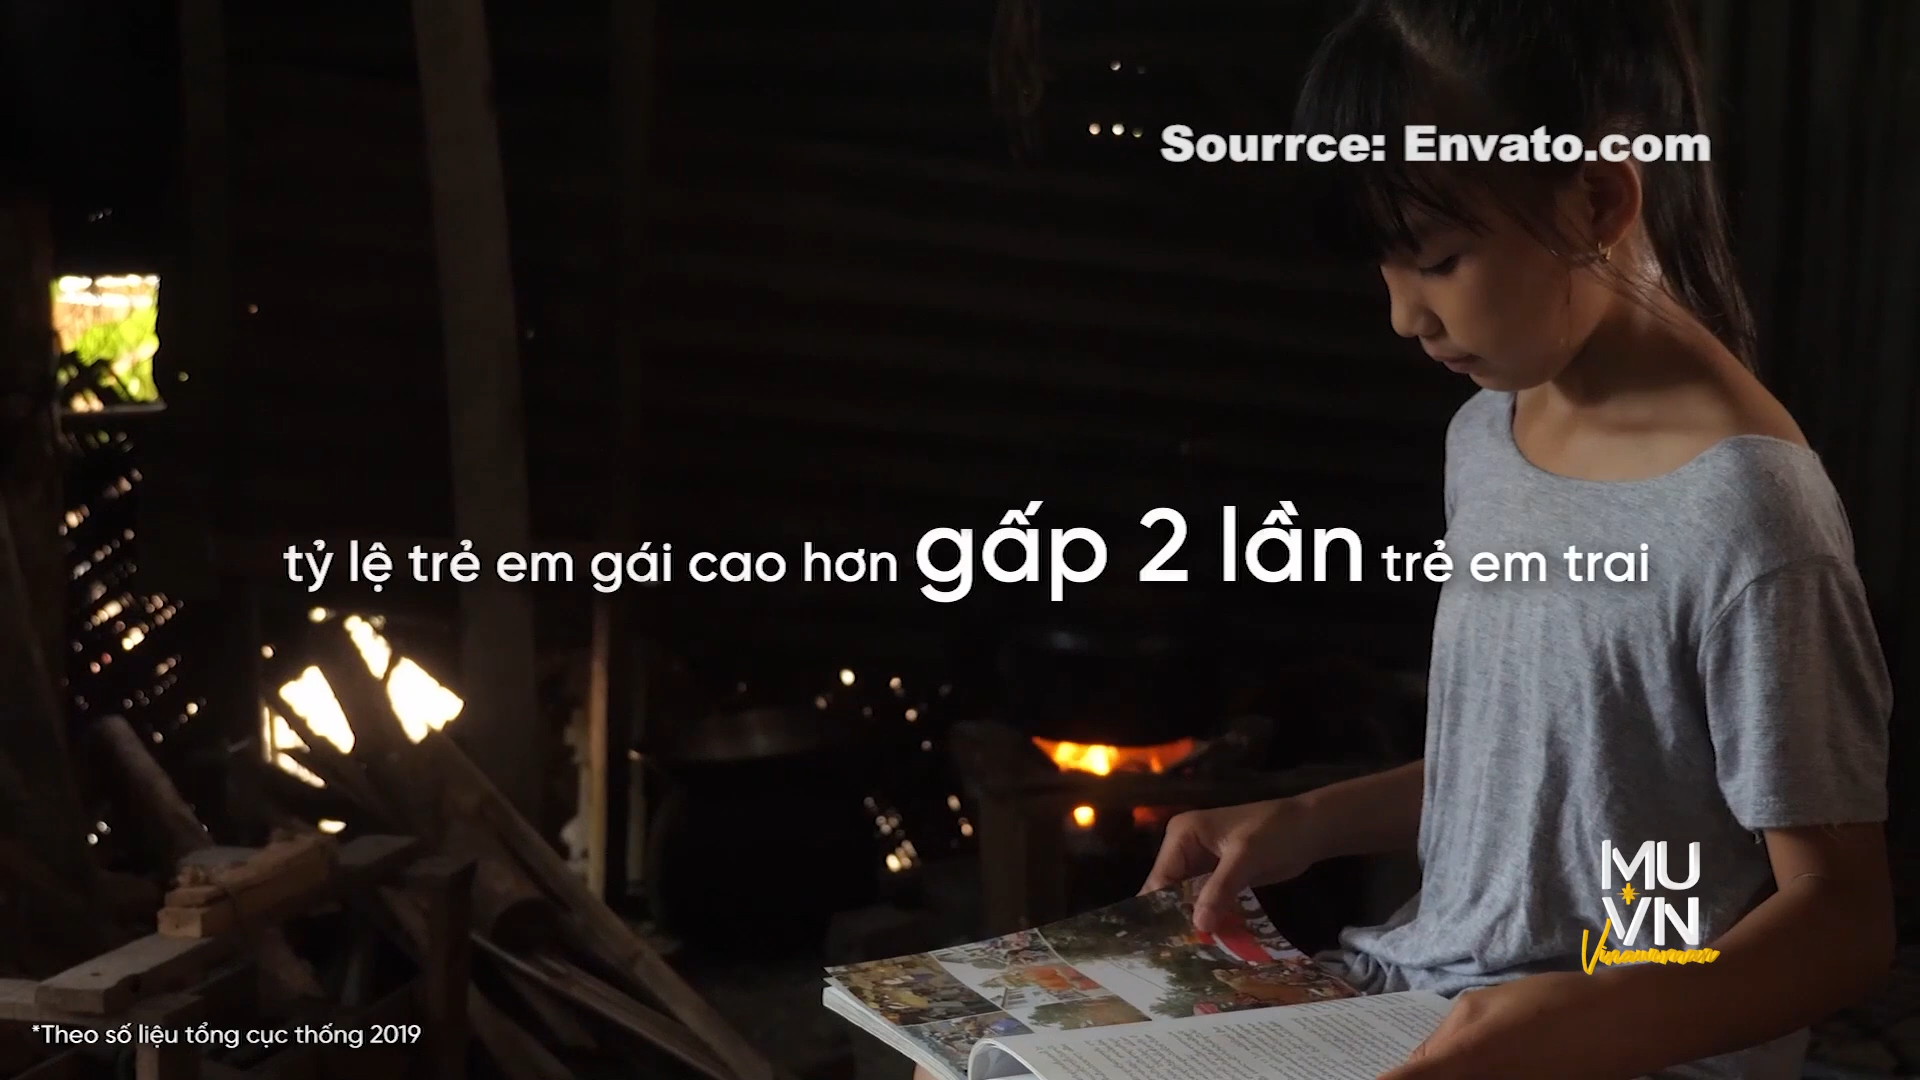 Sourrce: Envato.com
tỷ lệ trẻ em gái cao hơn gấp 2 lần trẻ em trai
MU
VN
Vinawoman
*Theo số liệu tổng cục thống 2019